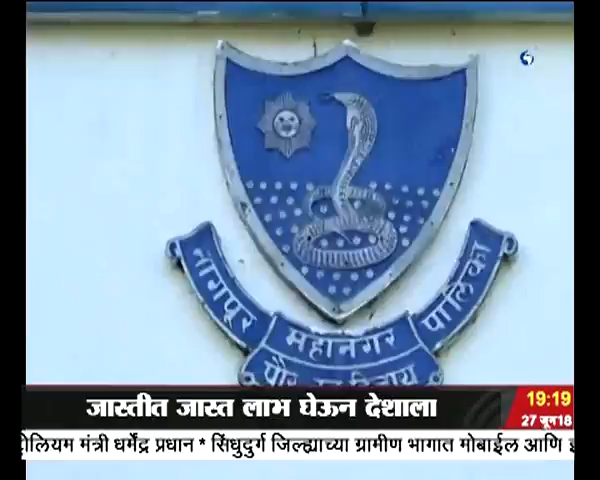 नागपूर महानगर पालिका
जास्तीत जास्त लाभ घेऊन देशाला
19:19
27 जून18
ोलियम मंत्री धर्मेंद्र प्रधान * सिंधुदुर्ग जिल्ह्याच्या ग्रामीण भागात मोबाईल आणि